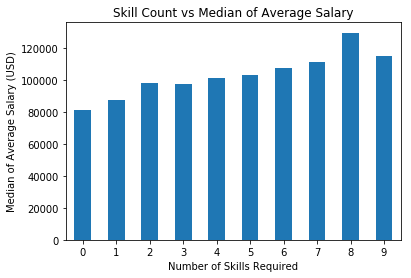 Skill Count vs Median of Average Salary
Median of Average Salary (USD)
120000
100000
80000
60000
40000
20000
0
0 1 2 3 4 5 6 7 8 9
Number of Skills Required